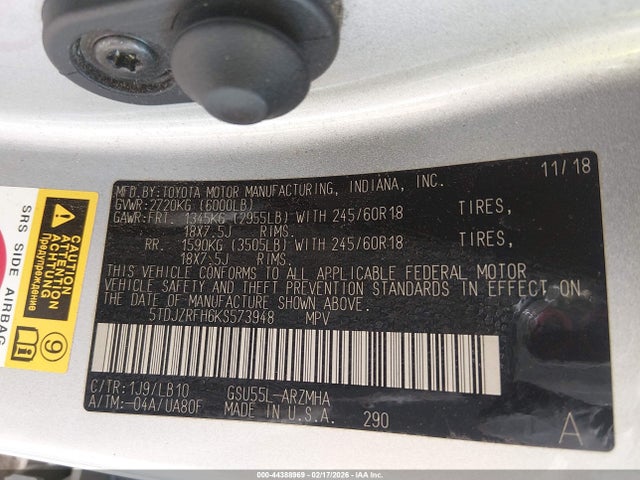 11/18
MFD.BY:TOYOTA MOTOR MANUFACTURING, INDIANA, INC.
GVWR:2720KG (6000LB)
GAWR:FRT. 1345KG (2955LB) WITH 245/60R18 TIRES,
18X7.5J RIMS.
RR. 1590KG (3505LB) WITH 245/60R18 TIRES,
18X7.5J RIMS.
THIS VEHICLE CONFORMS TO ALL APPLICABLE FEDERAL MOTOR
VEHICLE SAFETY AND THEFT PREVENTION STANDARDS IN EFFECT ON
THE DATE OF MANUFACTURE SHOWN ABOVE.
5TDJZRFH6KS573948 MPV
C/TR:1J9/LB10 GSU55L-ARZMHA
A/TM:-04A/UA80F MADE IN U.S.A. 290
A
SRS SIDE AIRBAG
CAUTION
ATTENTION
ACHTUNG
Предупреждение
9
000-44388969 02/17/2026 - COPYRIGHT IAA, LLC.